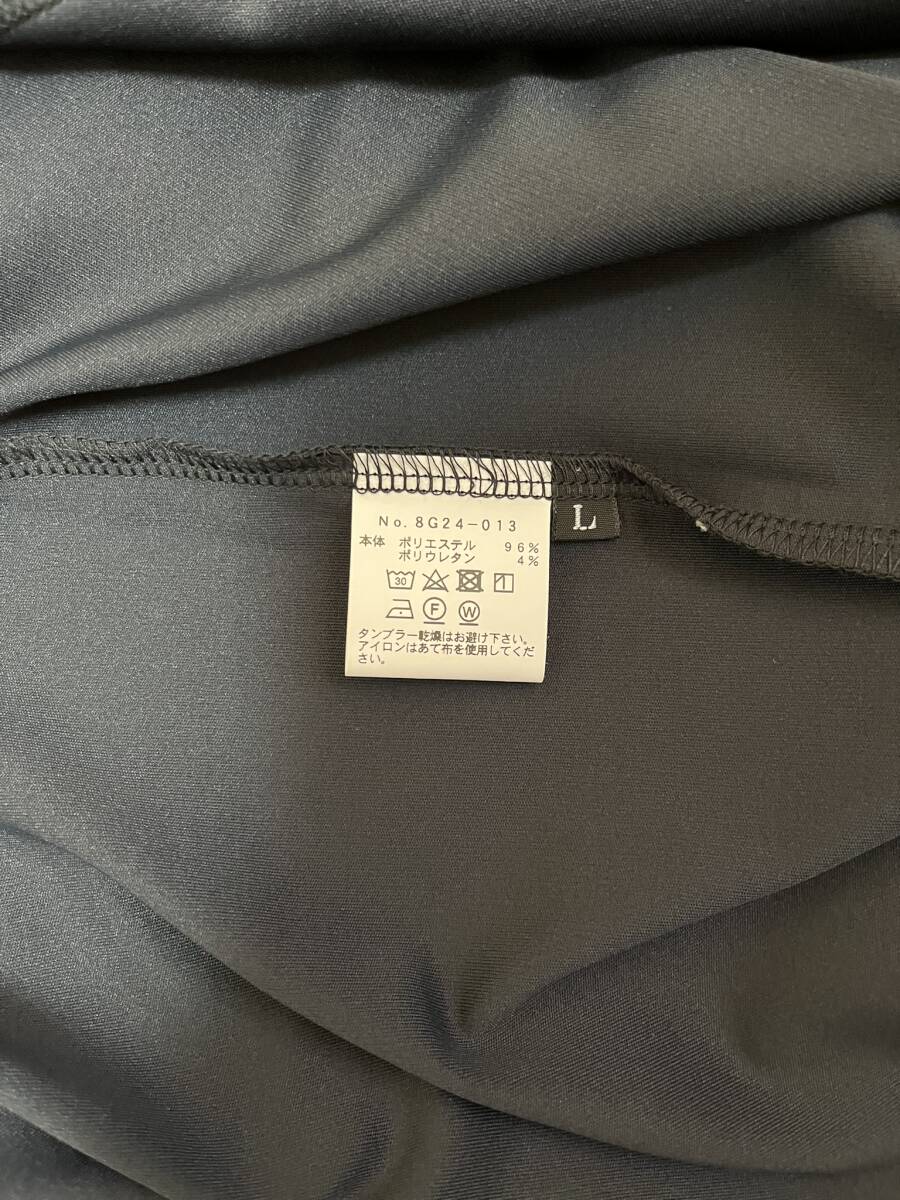 No. 8G24-013
L
本体 ポリエステル 96%
ポリウレタン 4%
30
F W
タンブラー乾燥はお避け下さい。
アイロンはあて布を使用してくだ
さい。